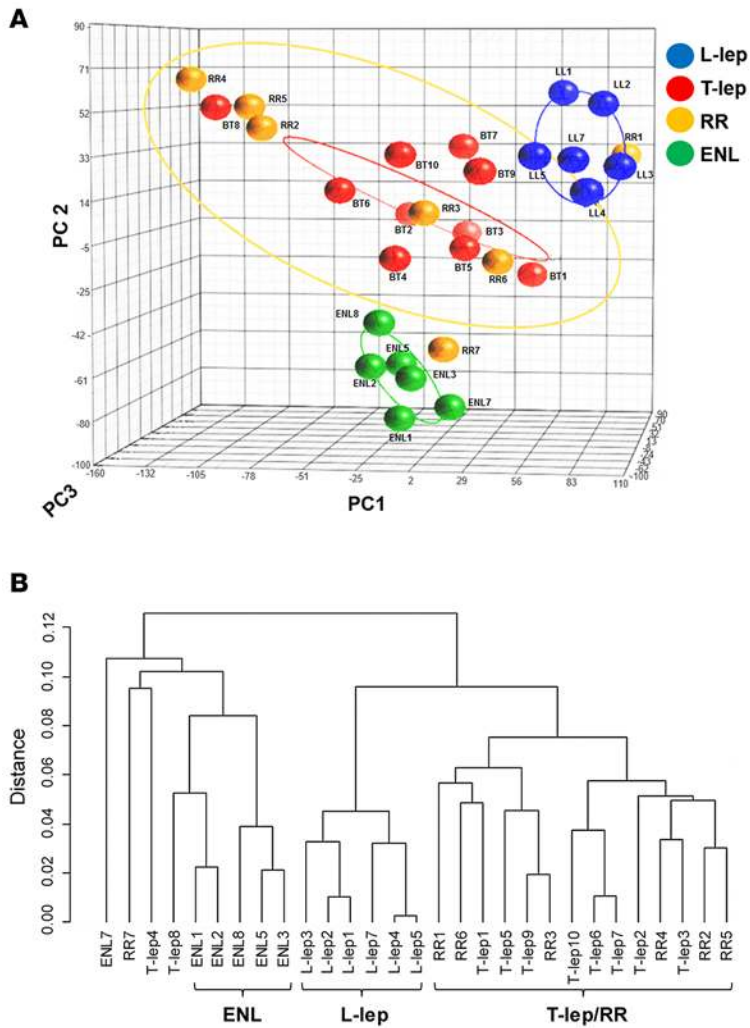 A
90
71
52
33
14
-5
-25
-42
-61
-80
-100
PC 2
-160
-132
-105
-78
-51
-25
2
29
56
83
110
PC1
PC3
90
-100
RR4
BT8
RR5
RR2
BT10
BT7
BT9
BT6
BT2
RR3
BT3
BT5
BT4
RR6
BT1
LL1
LL2
RR1
LL5
LL7
LL3
LL4
ENL8
ENL5
RR7
ENL2
ENL3
ENL7
ENL1
L-lep
T-lep
RR
ENL
B
0.12
0.10
0.08
0.06
0.04
0.02
0.00
Distance
ENL7
RR7
T-lep4
T-lep8
ENL1
ENL2
ENL8
ENL5
ENL3
L-lep3
L-lep2
L-lep1
L-lep7
L-lep4
L-lep5
RR1
RR6
T-lep1
T-lep5
T-lep9
RR3
T-lep10
T-lep6
T-lep7
T-lep2
RR4
T-lep3
RR2
RR5
ENL
L-lep
T-lep/RR